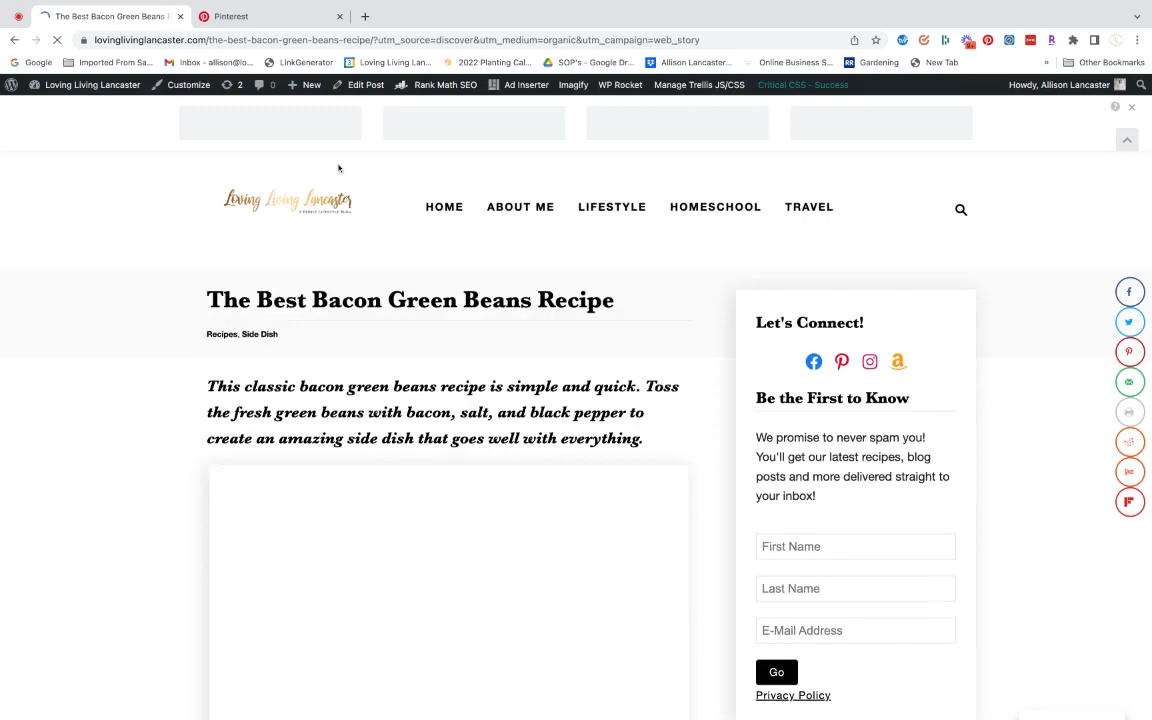 The Best Bacon Green Beans R
Pinterest
lovinglivinglancaster.com/the-best-bacon-green-beans-recipe/?utm_source=discover&utm_medium=organic&utm_campaign=web_story
9+
Google
Imported From Sa...
Inbox - allison@lo...
LinkGenerator
Loving Living Lan...
2022 Planting Cal...
SOP's - Google Dr...
Allison Lancaster...
Online Business S...
RR Gardening
New Tab
»
Other Bookmarks
Loving Living Lancaster
Customize
2
0
New
Edit Post
Rank Math SEO
Ad Inserter
Imagify
WP Rocket
Manage Trellis JS/CSS
Critical CSS - Success
Howdy, Allison Lancaster
Loving Living Lancaster
HOME ABOUT ME LIFESTYLE HOMESCHOOL TRAVEL
The Best Bacon Green Beans Recipe
Recipes, Side Dish
This classic bacon green beans recipe is simple and quick. Toss
the fresh green beans with bacon, salt, and black pepper to
create an amazing side dish that goes well with everything.
Let's Connect!
Be the First to Know
We promise to never spam you!
You'll get our latest recipes, blog
posts and more delivered straight to
your inbox!
First Name
Last Name
E-Mail Address
Go
Privacy Policy